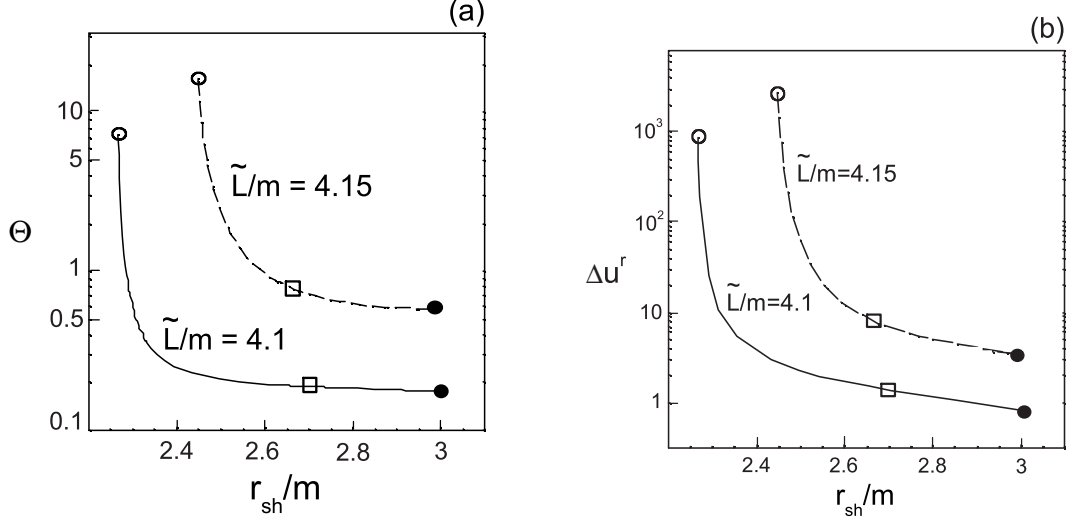 (a)
10
5
1
0.5
0.1
Θ
L̃/m = 4.15
L̃/m = 4.1
2.4
2.6
2.8
3
r_sh/m
(b)
10³
10²
10
1
Δu^r
L̃/m=4.15
L̃/m=4.1
2.4
2.6
2.8
3
r_sh/m